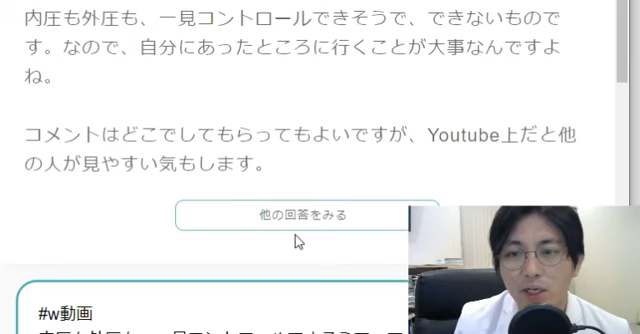 内圧も外圧も、一見コントロールできそうで、できないもので
す。なので、自分にあったところに行くことが大事なんですよ
ね。
コメントはどこでしてもらってもよいですが、Youtube上だと他
の人が見やすい気もします。
他の回答をみる
#w動画